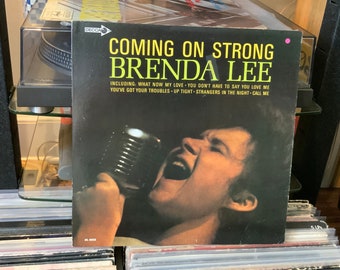 DECCA
COMING ON STRONG
BRENDA LEE
INCLUDING: WHAT NOW MY LOVE • YOU DON'T HAVE TO SAY YOU LOVE ME
YOU'VE GOT YOUR TROUBLES • UP TIGHT • STRANGERS IN THE NIGHT • CALL ME